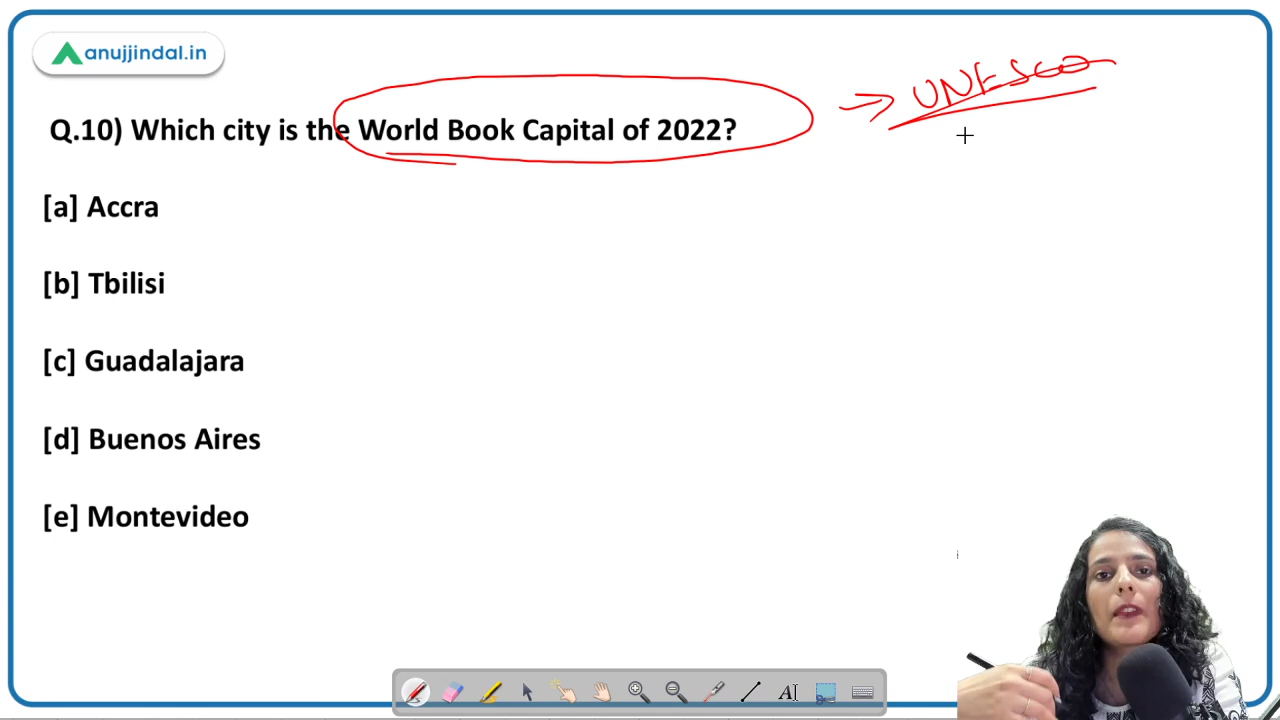 anujjindal.in
UNESCO
Q.10) Which city is the World Book Capital of 2022?
[a] Accra
[b] Tbilisi
[c] Guadalajara
[d] Buenos Aires
[e] Montevideo
AI